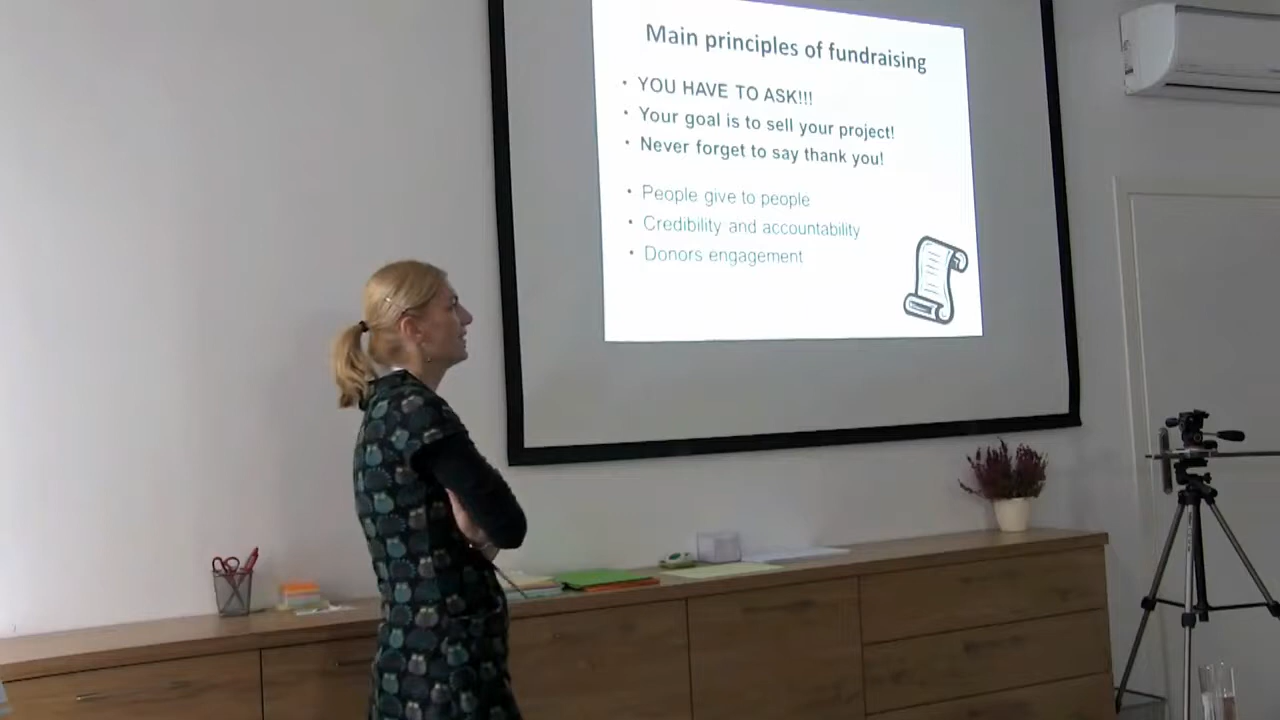 Main principles of fundraising
• YOU HAVE TO ASK!!!
• Your goal is to sell your project!
• Never forget to say thank you!
• People give to people
• Credibility and accountability
• Donors engagement